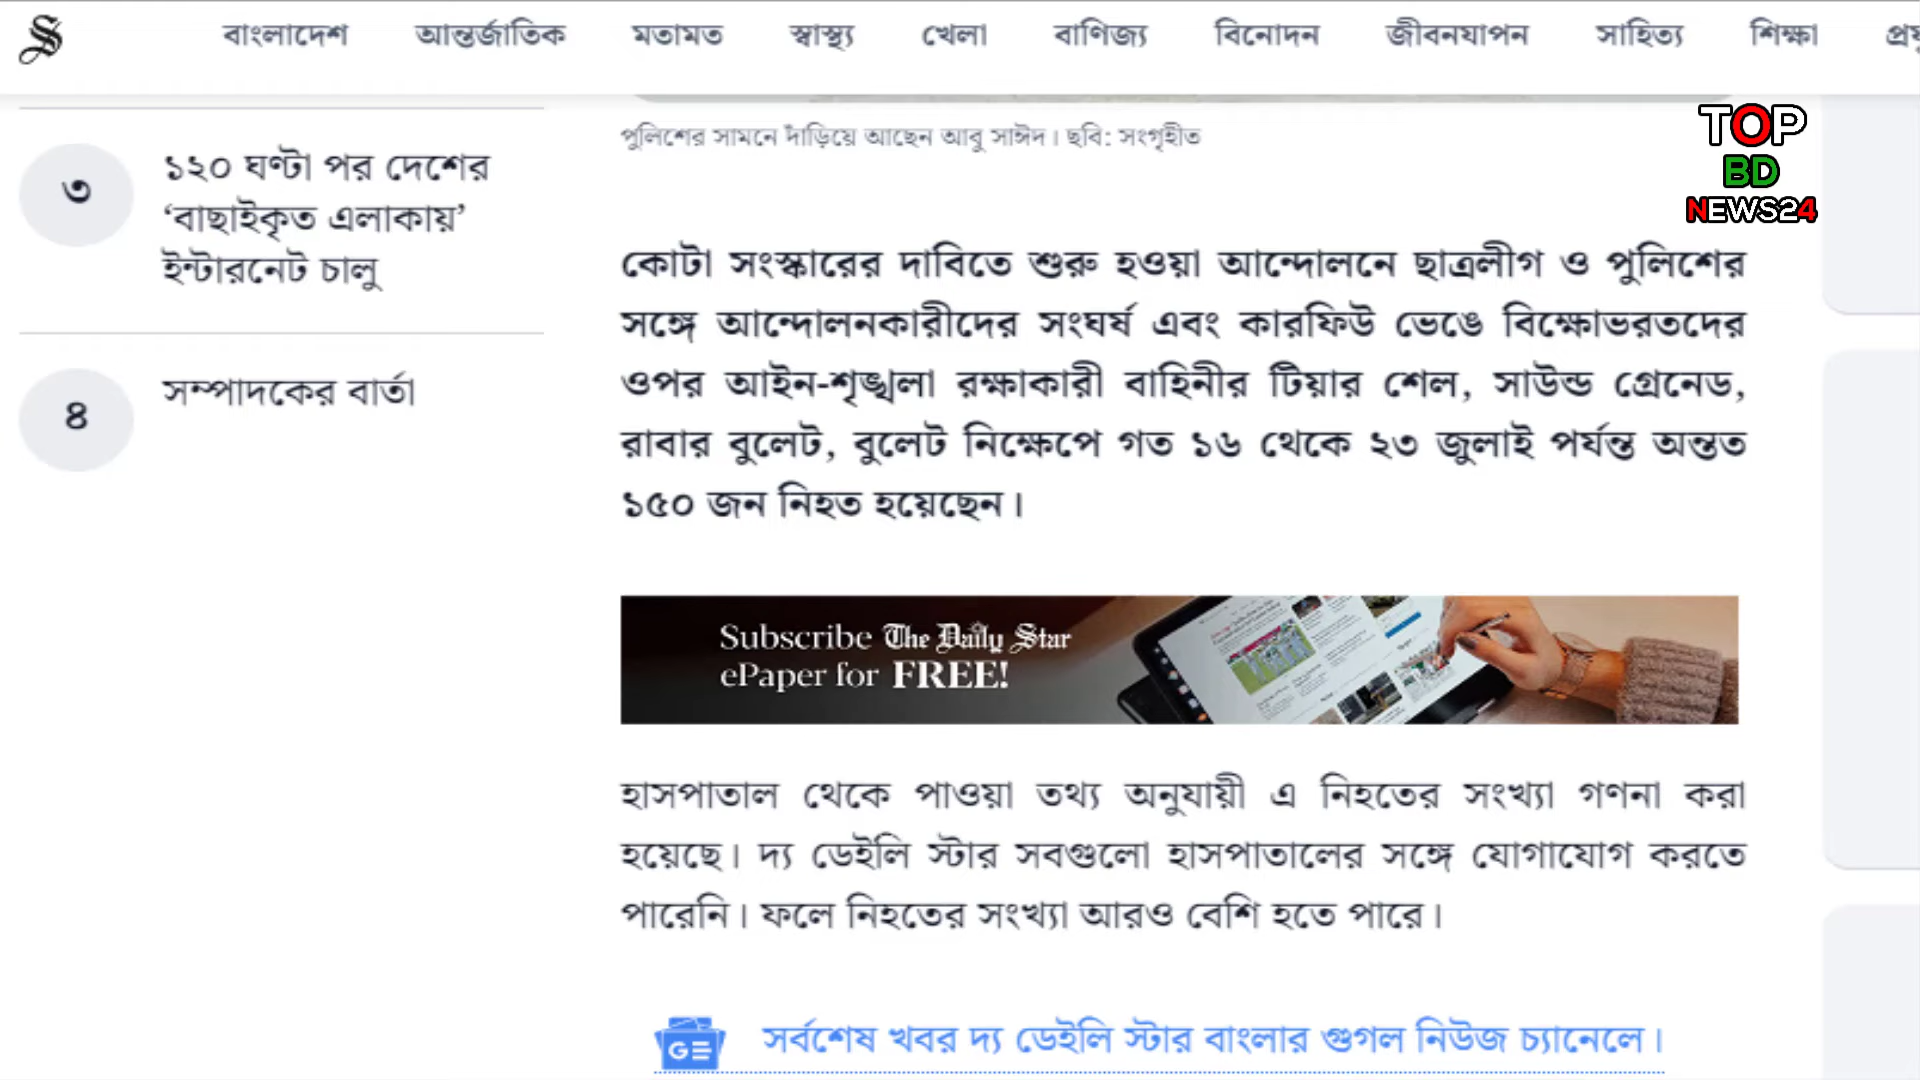 বাংলাদেশ আন্তর্জাতিক মতামত স্বাস্থ্য খেলা বাণিজ্য বিনোদন জীবনযাপন সাহিত্য শিক্ষা
TOP
BD
NEWS24
৩
১২০ ঘণ্টা পর দেশের
‘বাছাইকৃত এলাকায়’
ইন্টারনেট চালু
৪
সম্পাদকের বার্তা
পুলিশের সামনে দাঁড়িয়ে আছেন আবু সাঈদ। ছবি: সংগৃহীত
কোটা সংস্কারের দাবিতে শুরু হওয়া আন্দোলনে ছাত্রলীগ ও পুলিশের
সঙ্গে আন্দোলনকারীদের সংঘর্ষ এবং কারফিউ ভেঙে বিক্ষোভরতদের
ওপর আইন-শৃঙ্খলা রক্ষাকারী বাহিনীর টিয়ার শেল, সাউন্ড গ্রেনেড,
রাবার বুলেট, বুলেট নিক্ষেপে গত ১৬ থেকে ২৩ জুলাই পর্যন্ত অন্তত
১৫০ জন নিহত হয়েছেন।
Subscribe The Daily Star
ePaper for FREE!
হাসপাতাল থেকে পাওয়া তথ্য অনুযায়ী এ নিহতের সংখ্যা গণনা করা
হয়েছে। দ্য ডেইলি স্টার সবগুলো হাসপাতালের সঙ্গে যোগাযোগ করতে
পারেনি। ফলে নিহতের সংখ্যা আরও বেশি হতে পারে।
সর্বশেষ খবর দ্য ডেইলি স্টার বাংলার গুগল নিউজ চ্যানেলে।